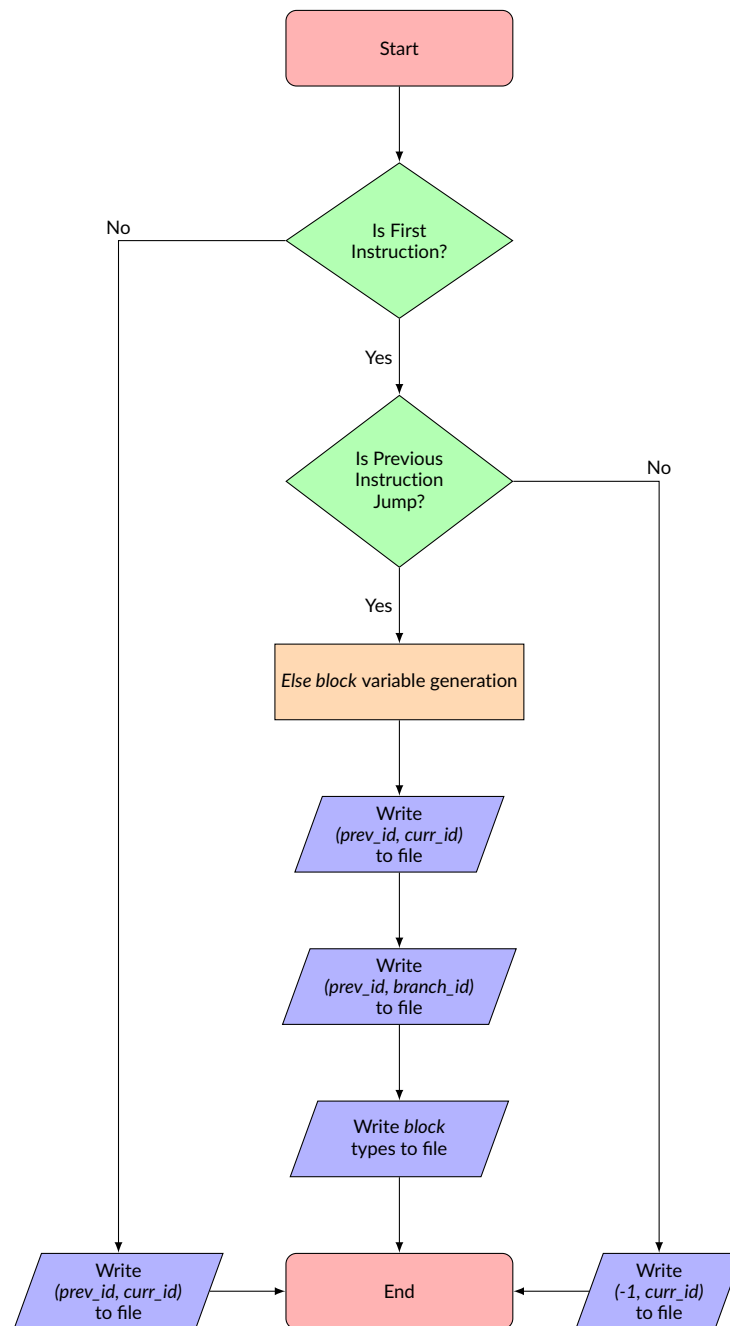 Start
No
Is First
Instruction?
Yes
Is Previous
Instruction
Jump?
No
Yes
Else block variable generation
Write
(prev_id, curr_id)
to file
Write
(prev_id, branch_id)
to file
Write block
types to file
Write
(prev_id, curr_id)
to file
End
Write
(-1, curr_id)
to file